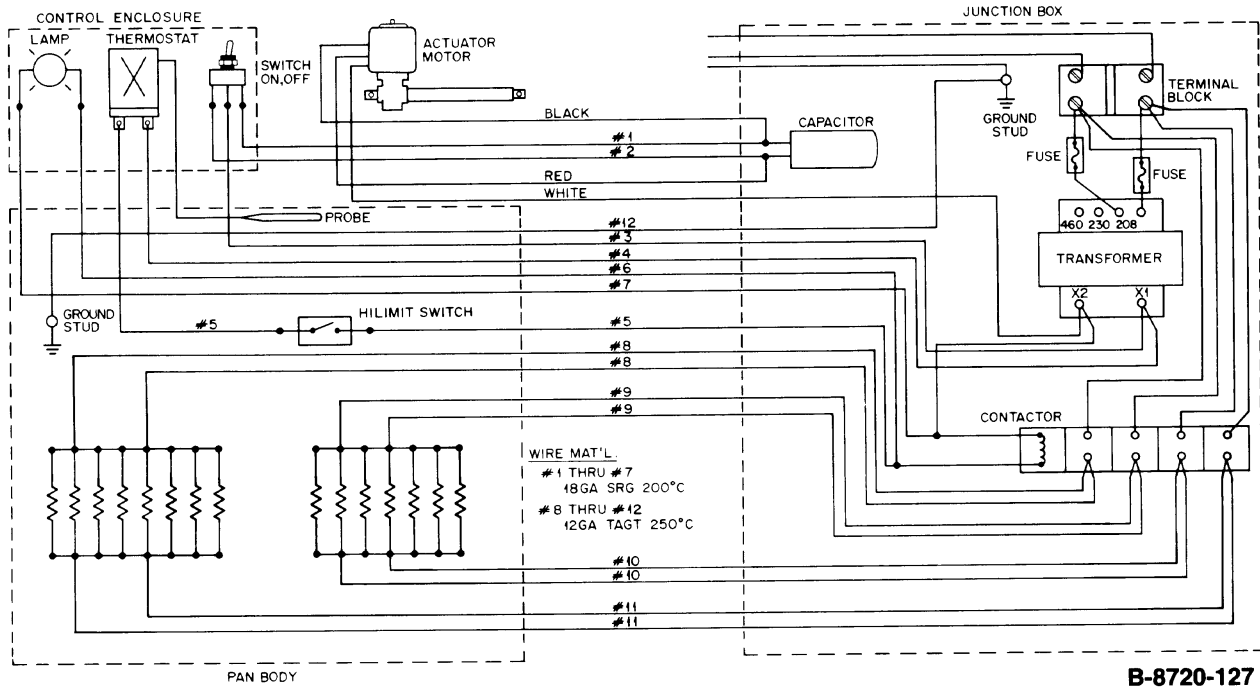 CONTROL ENCLOSURE
JUNCTION BOX
LAMP
THERMOSTAT
SWITCH
ON,OFF
ACTUATOR
MOTOR
TERMINAL
BLOCK
GROUND
STUD
BLACK
CAPACITOR
#1
#2
FUSE
FUSE
RED
WHITE
PROBE
#12
#3
#4
#6
#7
460 230 208
TRANSFORMER
X2
X1
GROUND
STUD
#5
HILIMIT SWITCH
#5
#8
#8
#9
#9
CONTACTOR
WIRE MAT'L.
#1 THRU #7
18GA SRG 200°C
#8 THRU #12
12GA TAGT 250°C
#10
#10
#11
#11
PAN BODY
B-8720-127